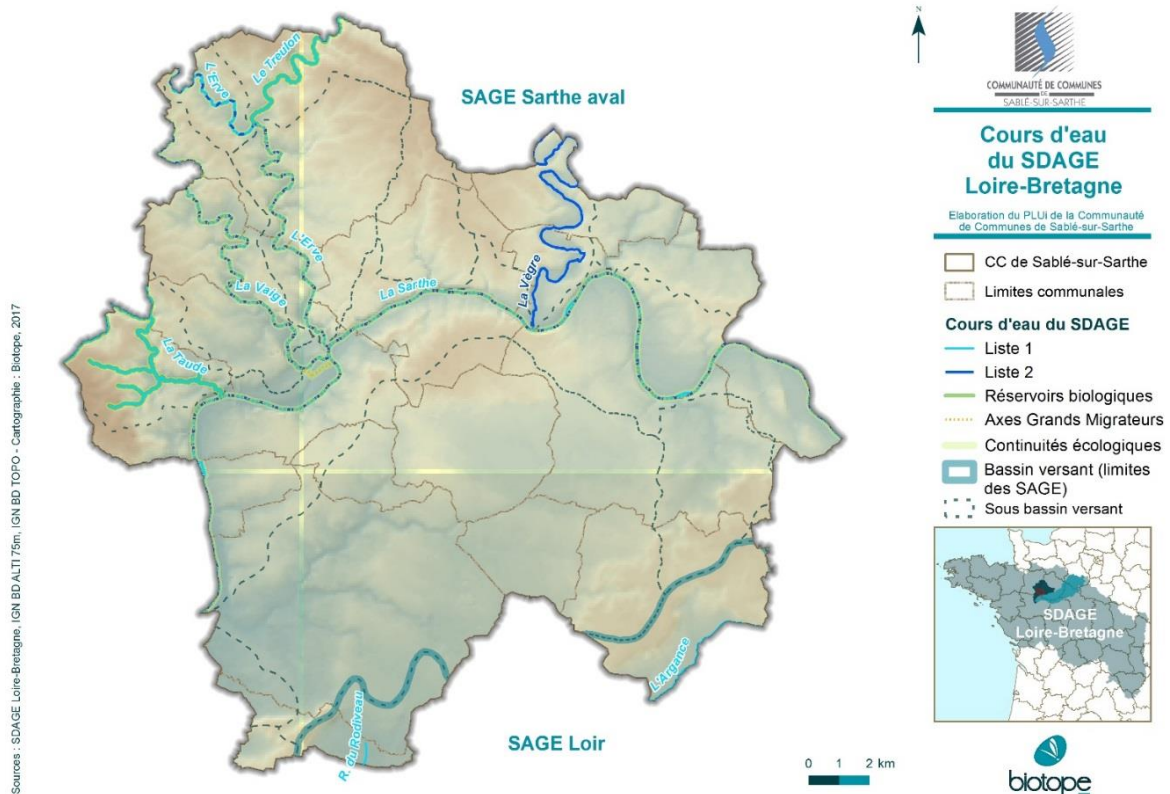 N
L'Erve
Le Treulon
SAGE Sarthe aval
L'Erve
La Vaige
La Sarthe
La Vègre
La Taude
L'Argance
R. du Rodiveau
SAGE Loir
0 1 2 km
Sources : SDAGE Loire-Bretagne, IGN BD ALTI 75m, IGN BD TOPO - Cartographie : Biotope, 2017
COMMUNAUTÉ DE COMMUNES
DE
SABLÉ-SUR-SARTHE
Cours d'eau
du SDAGE
Loire-Bretagne
Elaboration du PLUi de la Communauté
de Communes de Sablé-sur-Sarthe
CC de Sablé-sur-Sarthe
Limites communales
Cours d'eau du SDAGE
Liste 1
Liste 2
Réservoirs biologiques
Axes Grands Migrateurs
Continuités écologiques
Bassin versant (limites
des SAGE)
Sous bassin versant
SDAGE
Loire-Bretagne
biotope